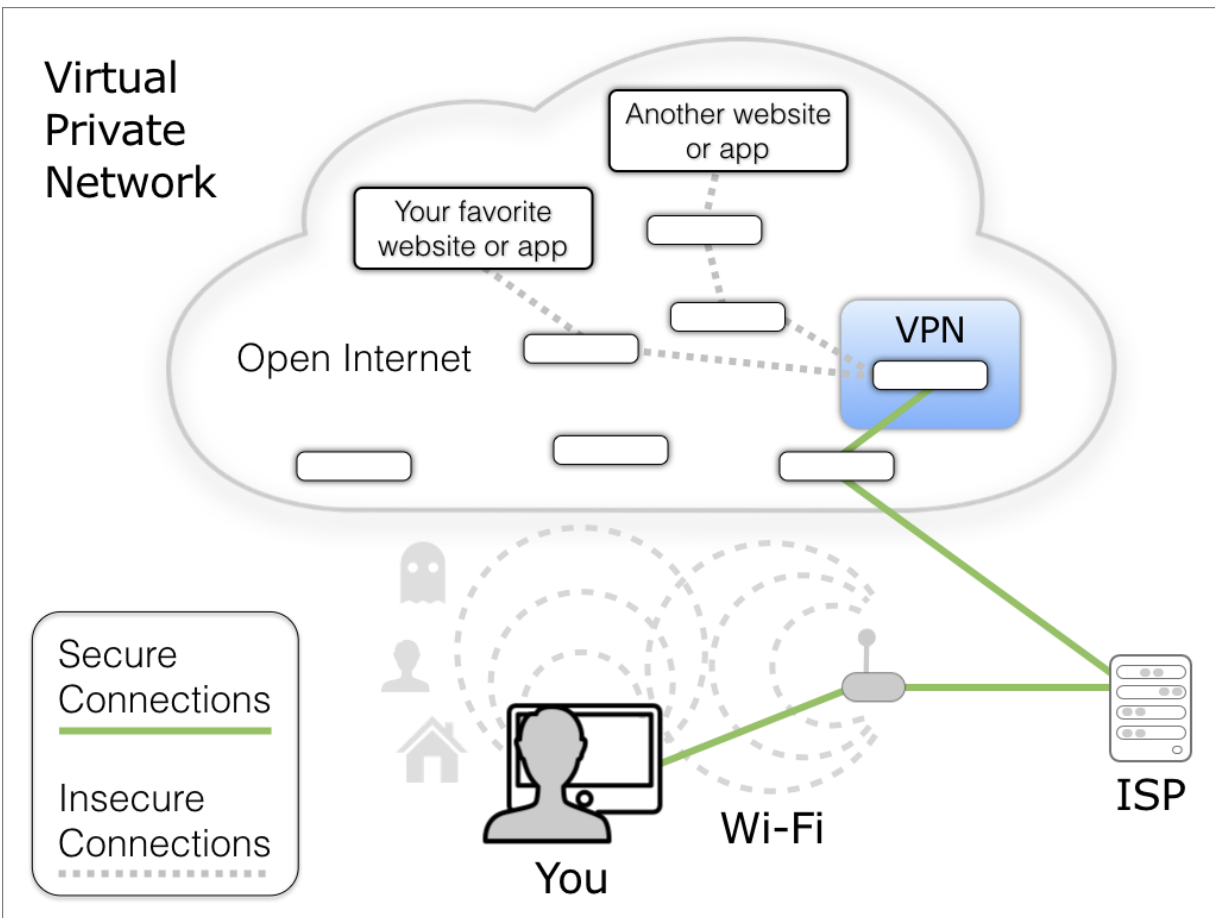 Virtual
Private
Network
Another website
or app
Your favorite
website or app
VPN
Open Internet
Secure
Connections
Insecure
Connections
Wi-Fi
You
ISP